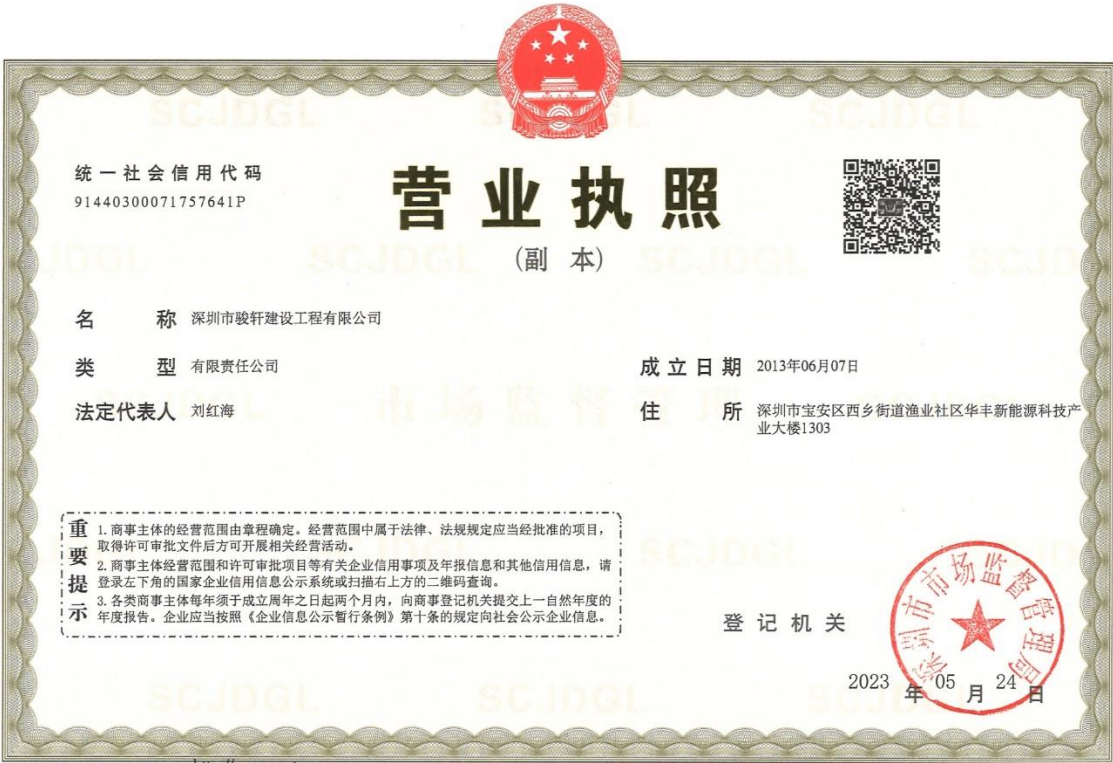 统一社会信用代码
91440300071757641P
营业执照
(副 本)
名 称 深圳市骏轩建设工程有限公司
类 型 有限责任公司
法定代表人 刘红海
成立日期 2013年06月07日
住 所 深圳市宝安区西乡街道渔业社区华丰新能源科技产
业大楼1303
重要提示
1. 商事主体的经营范围由章程确定。经营范围中属于法律、法规规定应当经批准的项目，
取得许可审批文件后方可开展相关经营活动。
2. 商事主体经营范围和许可审批项目等有关企业信用事项及年报信息和其他信用信息，请
登录左下角的国家企业信用信息公示系统或扫描右上方的二维码查询。
3. 各类商事主体每年须于成立周年之日起两个月内，向商事登记机关提交上一自然年度的
年度报告。企业应当按照《企业信息公示暂行条例》第十条的规定向社会公示企业信息。
登记机关
深圳市市场监督管理局
2023 年 05 月 24 日
SCJDGL
市场监督管理